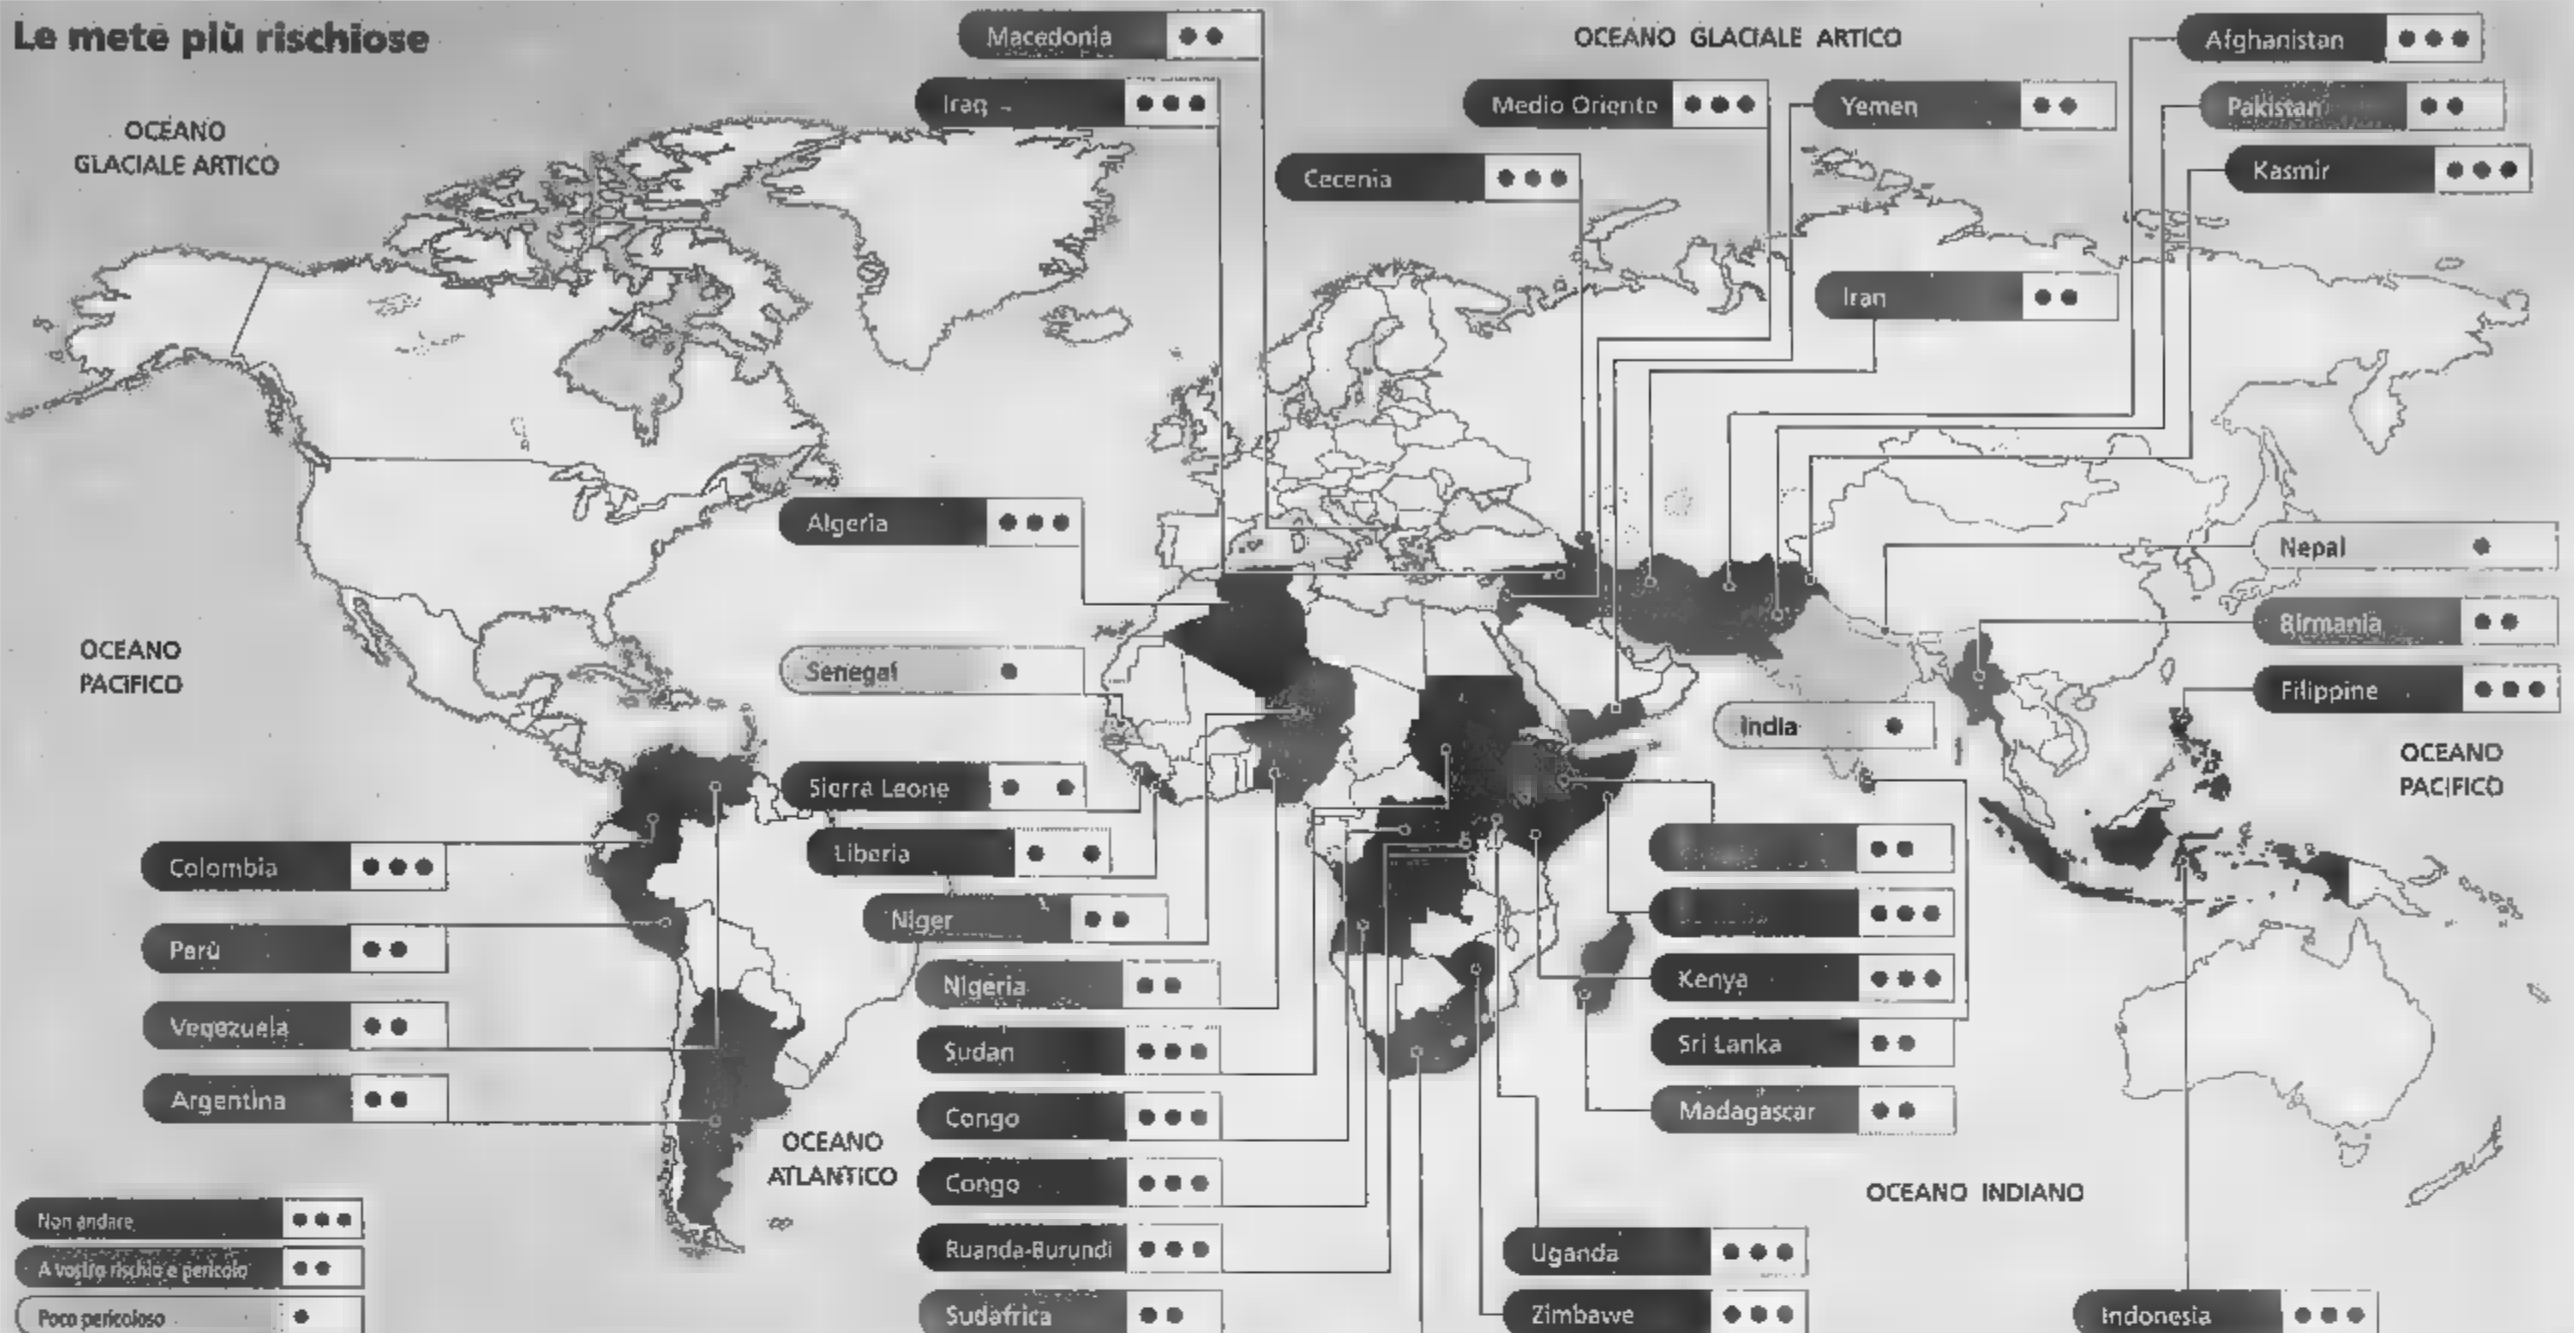 Le mete più rischiose
OCEANO
GLACIALE ARTICO
OCEANO GLACIALE ARTICO
Macedonia
Iraq
Medio Oriente
Cecenia
Yemen
Iran
Afghanistan
Pakistan
Kasmir
Algeria
Senegal
Sierra Leone
Liberia
Niger
Nigeria
Sudan
Congo
Congo
Ruanda-Burundi
Sudafrica
OCEANO
PACIFICO
Colombia
Perù
Venezuela
Argentina
OCEANO
ATLANTICO
Nepal
Birmania
Filippine
India
OCEANO
PACIFICO
Kenya
Sri Lanka
Madagascar
OCEANO INDIANO
Uganda
Zimbawe
Indonesia
Non andare
A vostro rischio e pericolo
Poco pericoloso